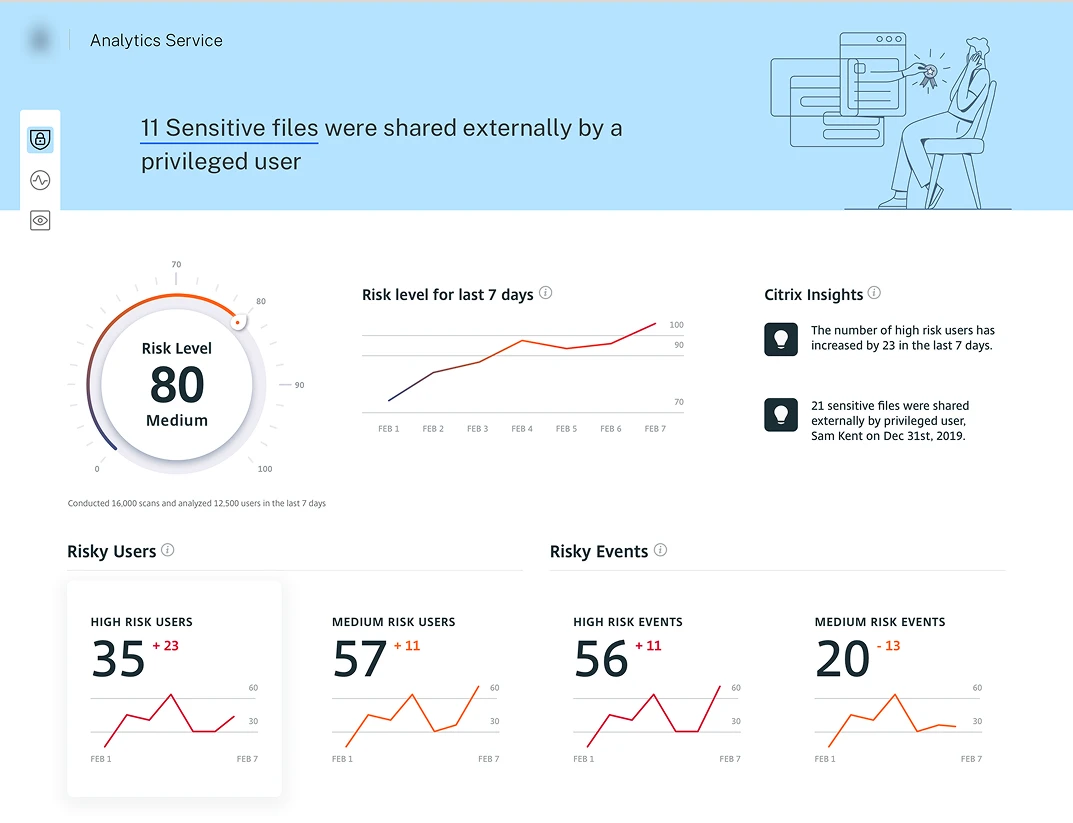 Analytics Service
11 Sensitive files were shared externally by a
privileged user
70
80
90
100
0
Risk Level
80
Medium
Conducted 16,000 scans and analyzed 12,500 users in the last 7 days
Risk level for last 7 days
100
90
70
FEB 1 FEB 2 FEB 3 FEB 4 FEB 5 FEB 6 FEB 7
Citrix Insights
The number of high risk users has
increased by 23 in the last 7 days.
21 sensitive files were shared
externally by privileged user,
Sam Kent on Dec 31st, 2019.
Risky Users
HIGH RISK USERS
35 + 23
60
30
FEB 1 FEB 7
MEDIUM RISK USERS
57 + 11
60
30
FEB 1 FEB 7
Risky Events
HIGH RISK EVENTS
56 + 11
60
30
FEB 1 FEB 7
MEDIUM RISK EVENTS
20 - 13
60
30
FEB 1 FEB 7